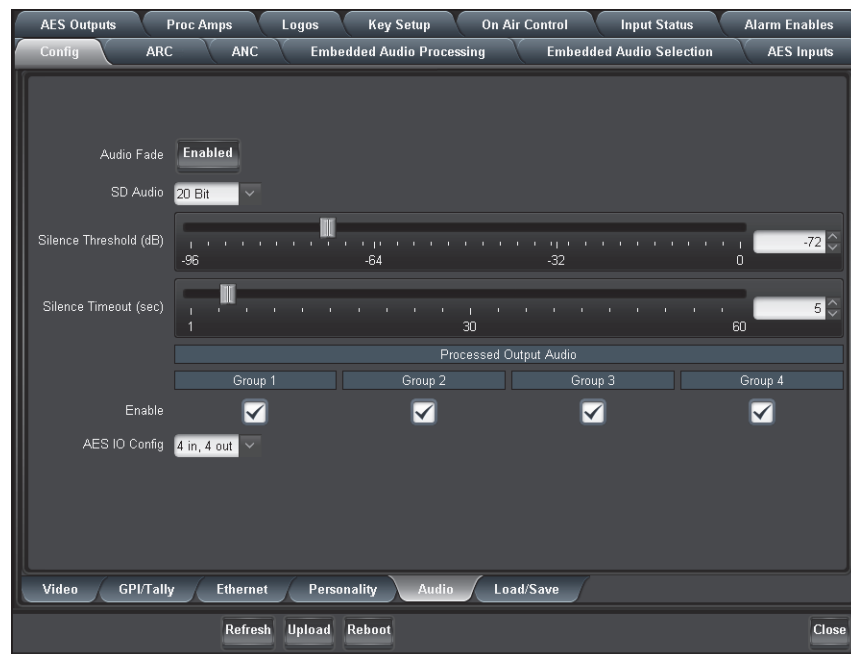 AES Outputs Proc Amps Logos Key Setup On Air Control Input Status Alarm Enables
Config ARC ANC Embedded Audio Processing Embedded Audio Selection AES Inputs
Audio Fade Enabled
SD Audio 20 Bit
Silence Threshold (dB) -72
-96 -64 -32 0
Silence Timeout (sec) 5
1 30 60
Processed Output Audio
Group 1 Group 2 Group 3 Group 4
Enable
AES IO Config 4 in, 4 out
Video GPI/Tally Ethernet Personality Audio Load/Save
Refresh Upload Reboot Close